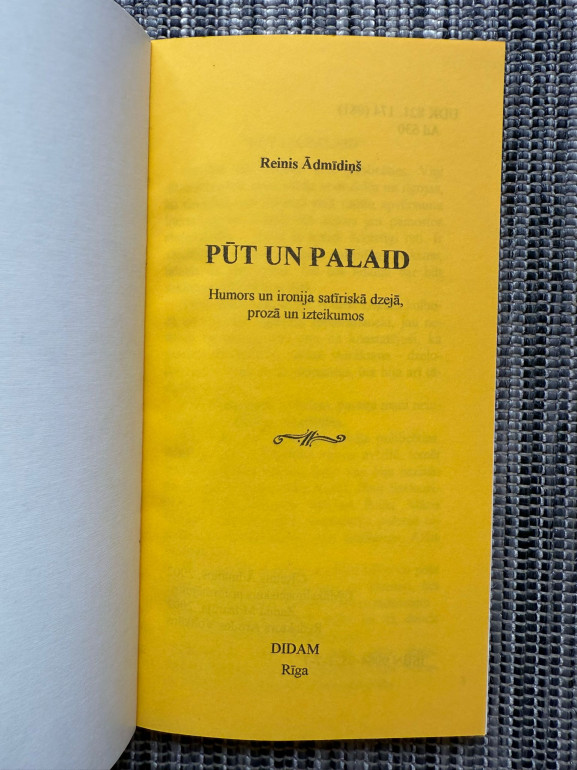 Reinis Ādmīdiņš
PŪT UN PALAID
Humors un ironija satīriskā dzejā,
prozā un izteikumos
DIDAM
Rīga